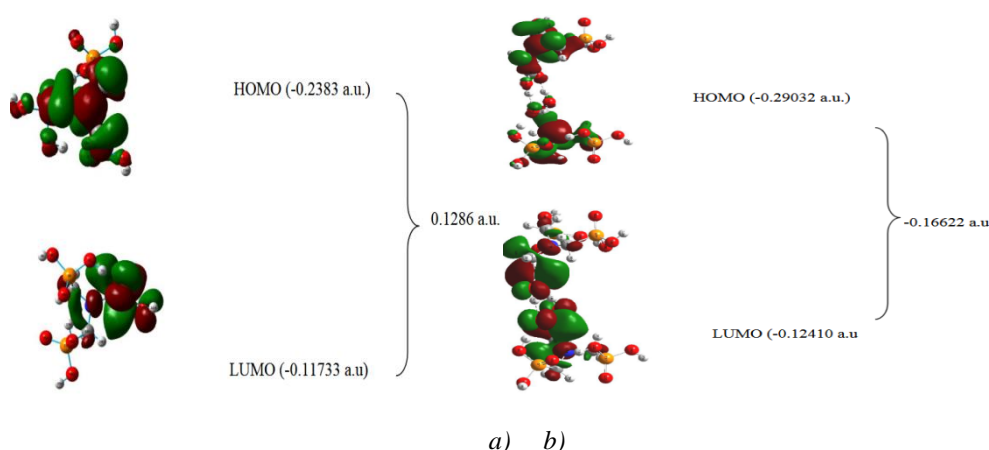 HOMO (-0.2383 a.u.)
0.1286 a.u.
LUMO (-0.11733 a.u)
HOMO (-0.29032 a.u.)
-0.16622 a.u
LUMO (-0.12410 a.u
a) b)